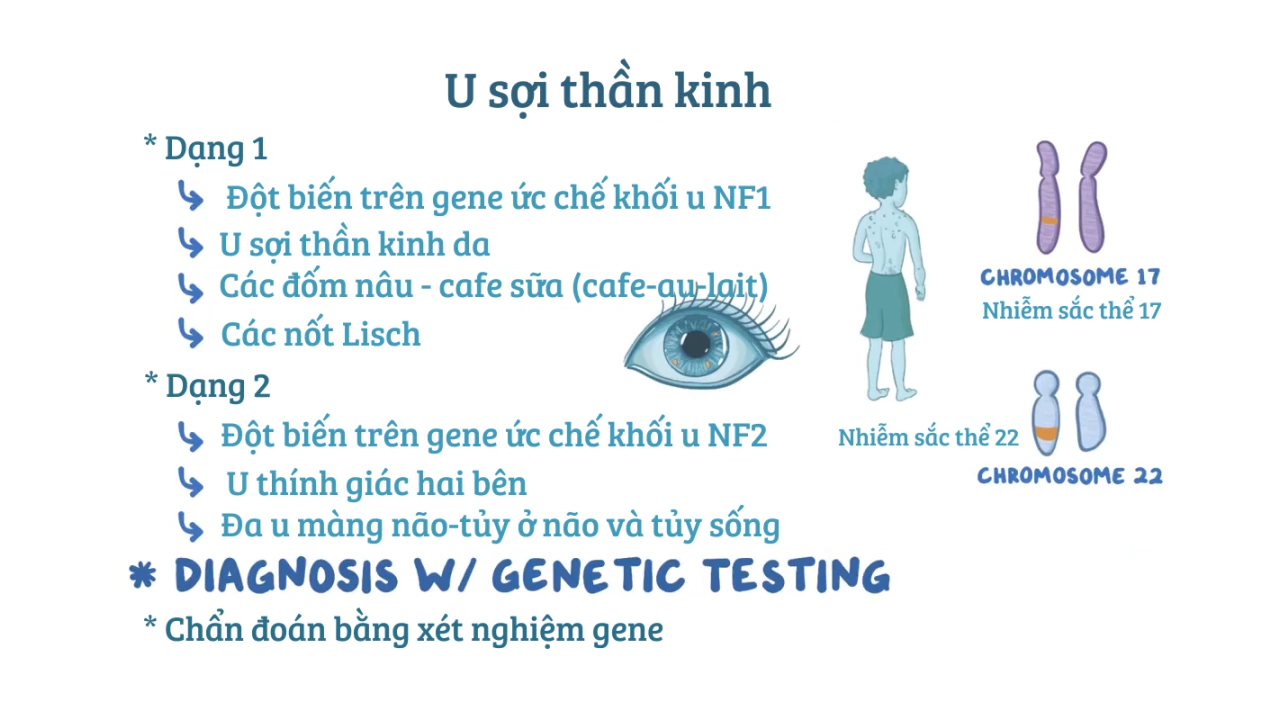 U sợi thần kinh
* Dạng 1
Đột biến trên gene ức chế khối u NF1
U sợi thần kinh da
Các đốm nâu - cafe sữa (cafe-au-lait)
Các nốt Lisch
CHROMOSOME 17
Nhiễm sắc thể 17
* Dạng 2
Đột biến trên gene ức chế khối u NF2
U thính giác hai bên
Đa u màng não-tủy ở não và tủy sống
Nhiễm sắc thể 22
CHROMOSOME 22
* DIAGNOSIS W/ GENETIC TESTING
* Chẩn đoán bằng xét nghiệm gene